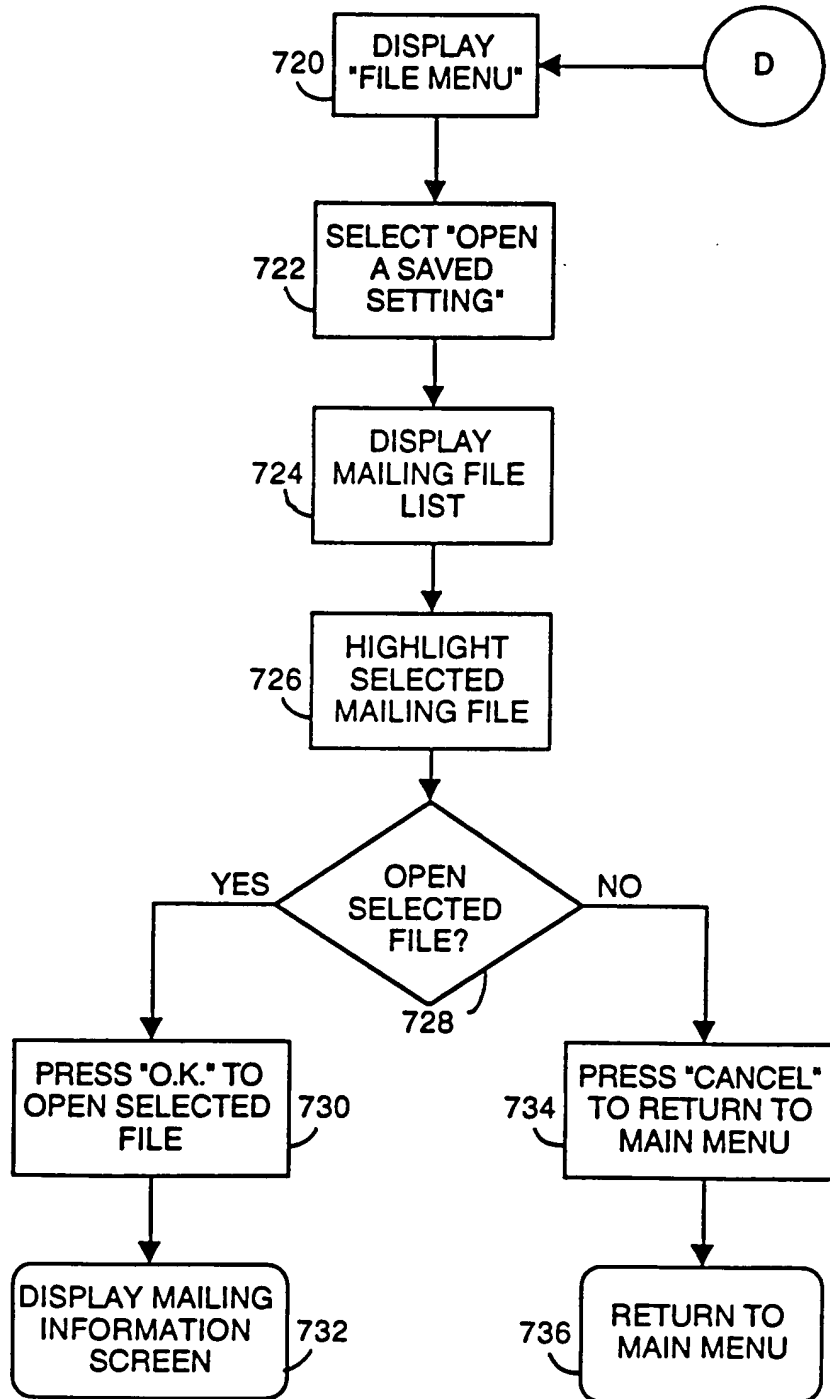 DISPLAY
"FILE MENU"
720
D
SELECT "OPEN
A SAVED
SETTING"
722
DISPLAY
MAILING FILE
LIST
724
HIGHLIGHT
SELECTED
MAILING FILE
726
YES
OPEN
SELECTED
FILE?
NO
728
PRESS "O.K." TO
OPEN SELECTED
FILE
730
PRESS "CANCEL"
TO RETURN TO
MAIN MENU
734
DISPLAY MAILING
INFORMATION
SCREEN
732
RETURN TO
MAIN MENU
736